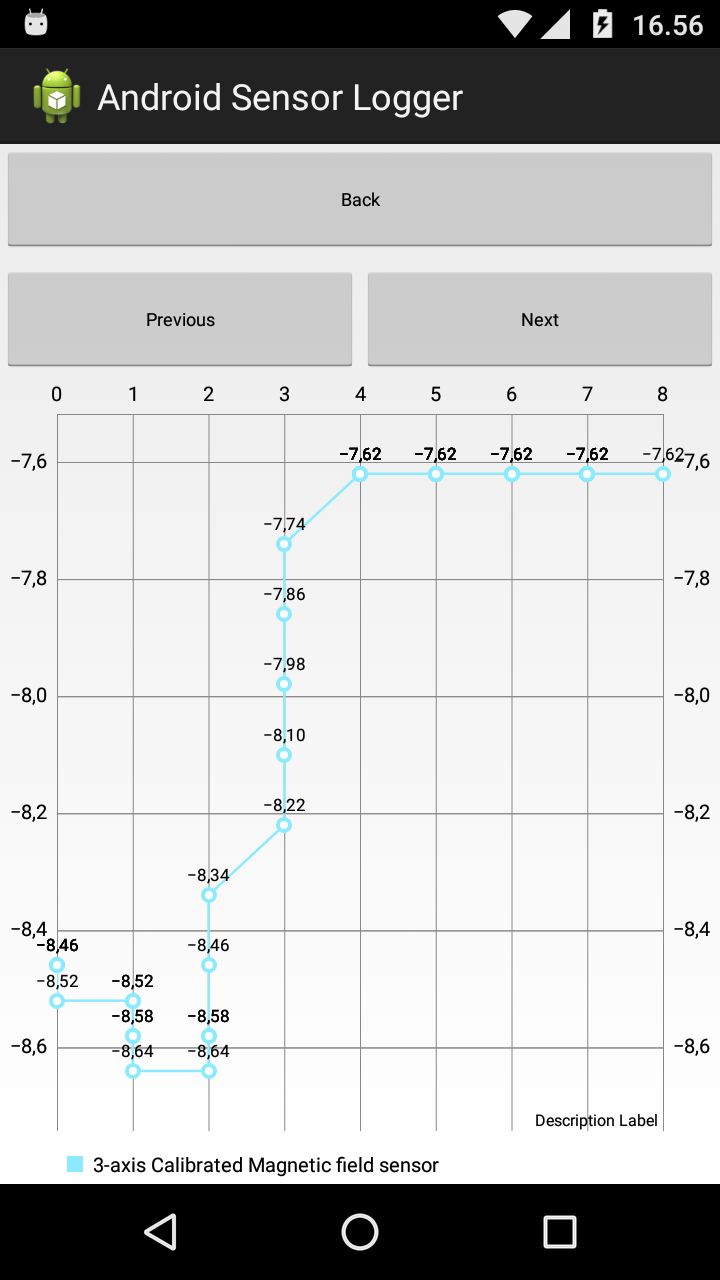 16.56
Android Sensor Logger
Back
Previous Next
0 1 2 3 4 5 6 7 8
−7,62 −7,62 −7,62 −7,62 −7,62
−7,6 −7,6
−7,74
−7,8 −7,8
−7,86
−7,98
−8,0 −8,0
−8,10
−8,22
−8,2 −8,2
−8,34
−8,4 −8,4
−8,46 −8,46
−8,52 −8,52
−8,58 −8,58
−8,6 −8,6
−8,64 −8,64
Description Label
3-axis Calibrated Magnetic field sensor